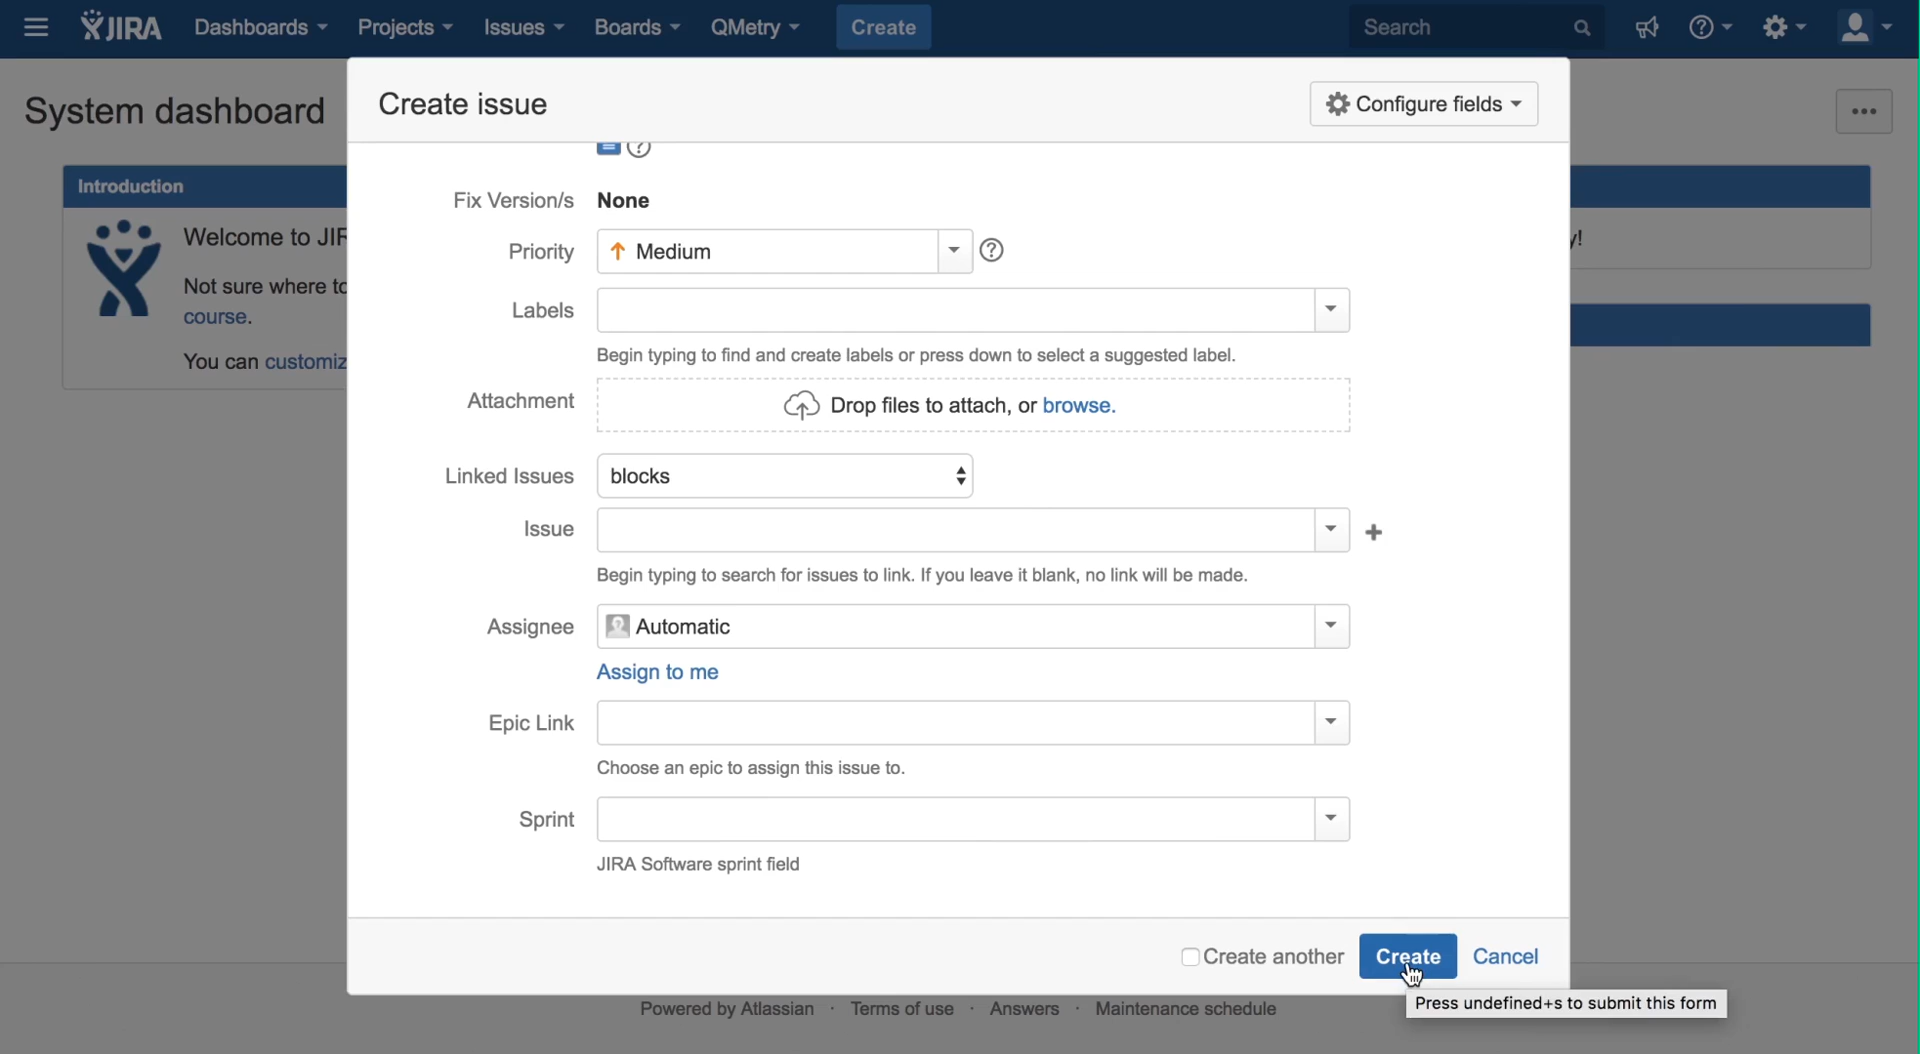 JIRA Dashboards Projects Issues Boards QMetry Create Search
System dashboard
Create issue
Configure fields
Introduction
Welcome to JIR
Not sure where to
course.
You can customiz
y!
Fix Version/s None
Priority Medium
Labels
Begin typing to find and create labels or press down to select a suggested label.
Attachment Drop files to attach, or browse.
Linked Issues blocks
Issue
Begin typing to search for issues to link. If you leave it blank, no link will be made.
Assignee Automatic
Assign to me
Epic Link
Choose an epic to assign this issue to.
Sprint
JIRA Software sprint field
Create another Create Cancel
Press undefined+s to submit this form
Powered by Atlassian · Terms of use · Answers · Maintenance schedule